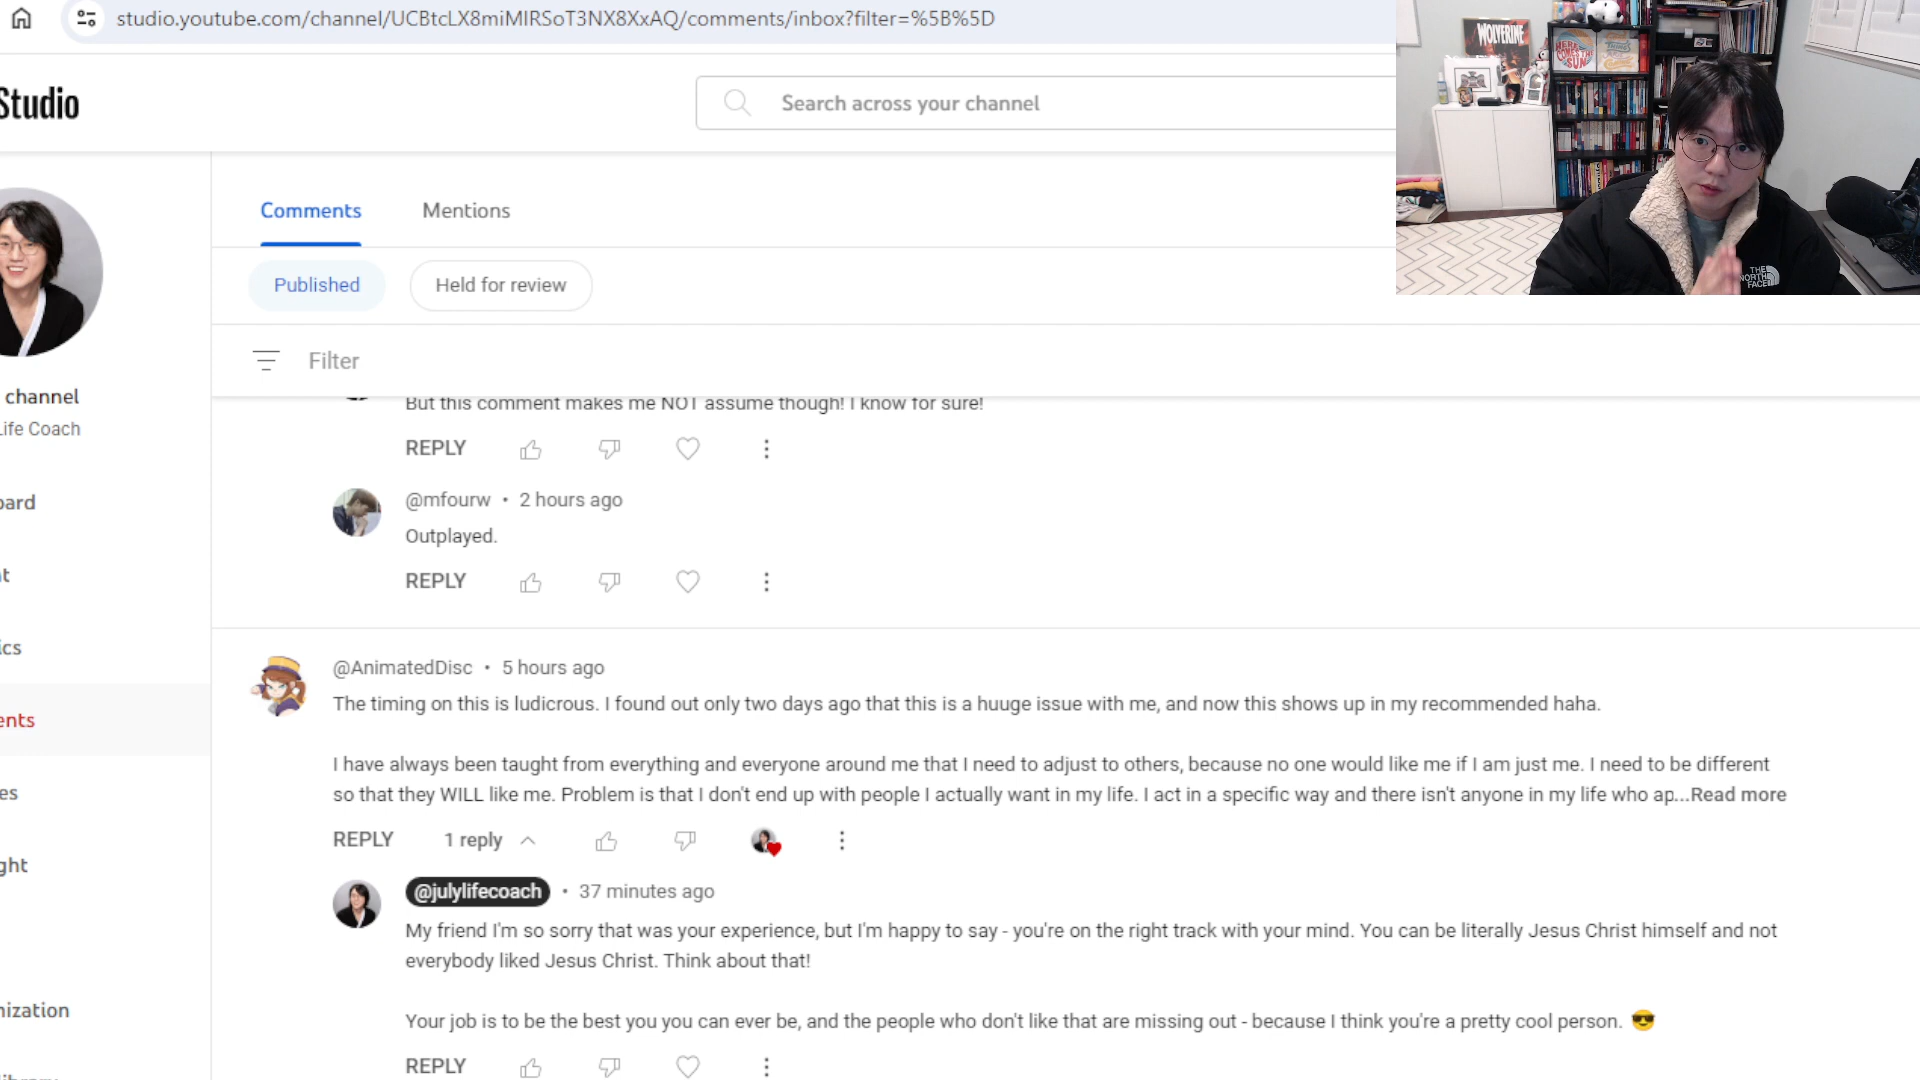 studio.youtube.com/channel/UCBtcLX8miMIRSoT3NX8XxAQ/comments/inbox?filter=%5B%5D
Studio
Search across your channel
WOLVERINE
HERE COMES THE SUN
THE NORTH FACE
channel
Life Coach
Comments
Mentions
Published
Held for review
Filter
But this comment makes me NOT assume though! I know for sure!
REPLY
@mfourw • 2 hours ago
Outplayed.
REPLY
@AnimatedDisc • 5 hours ago
The timing on this is ludicrous. I found out only two days ago that this is a huuge issue with me, and now this shows up in my recommended haha.
I have always been taught from everything and everyone around me that I need to adjust to others, because no one would like me if I am just me. I need to be different
so that they WILL like me. Problem is that I don't end up with people I actually want in my life. I act in a specific way and there isn't anyone in my life who ap...Read more
REPLY 1 reply
@julylifecoach • 37 minutes ago
My friend I'm so sorry that was your experience, but I'm happy to say - you're on the right track with your mind. You can be literally Jesus Christ himself and not
everybody liked Jesus Christ. Think about that!
Your job is to be the best you you can ever be, and the people who don't like that are missing out - because I think you're a pretty cool person. 😎
REPLY
oard
t
ics
ents
es
ght
nization